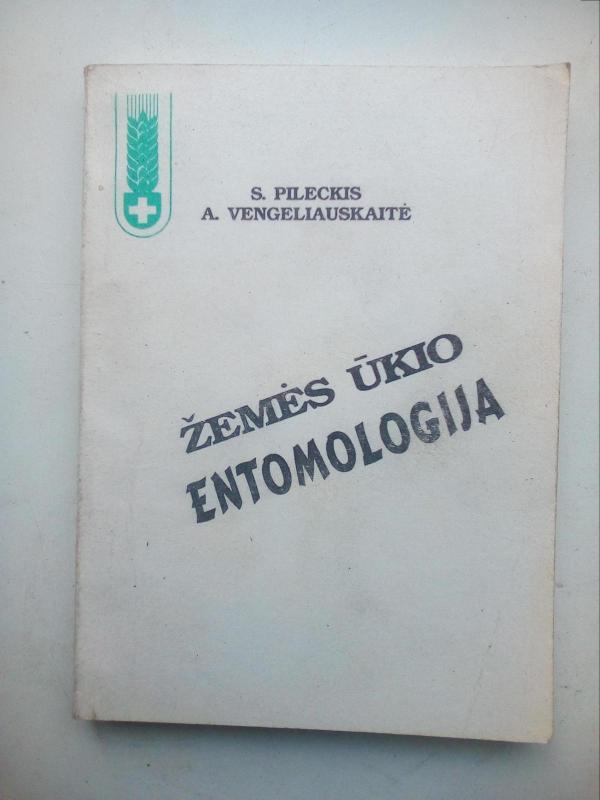 S. PILECKIS
A. VENGELIAUSKAITĖ
ŽEMĖS ŪKIO
ENTOMOLOGIJA